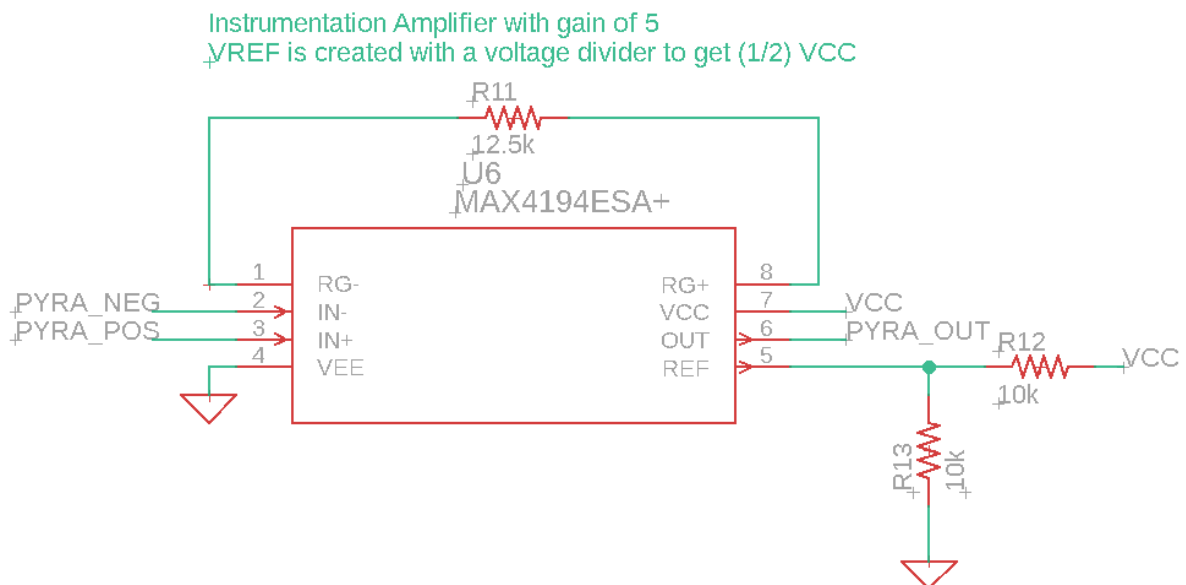 Instrumentation Amplifier with gain of 5
VREF is created with a voltage divider to get (1/2) VCC
R11
12.5k
U6
MAX4194ESA+
1 RG- RG+ 8
PYRA_NEG 2 IN- VCC 7 VCC
PYRA_POS 3 IN+ OUT 6 PYRA_OUT
4 VEE REF 5
R12
VCC
10k
R13
10k